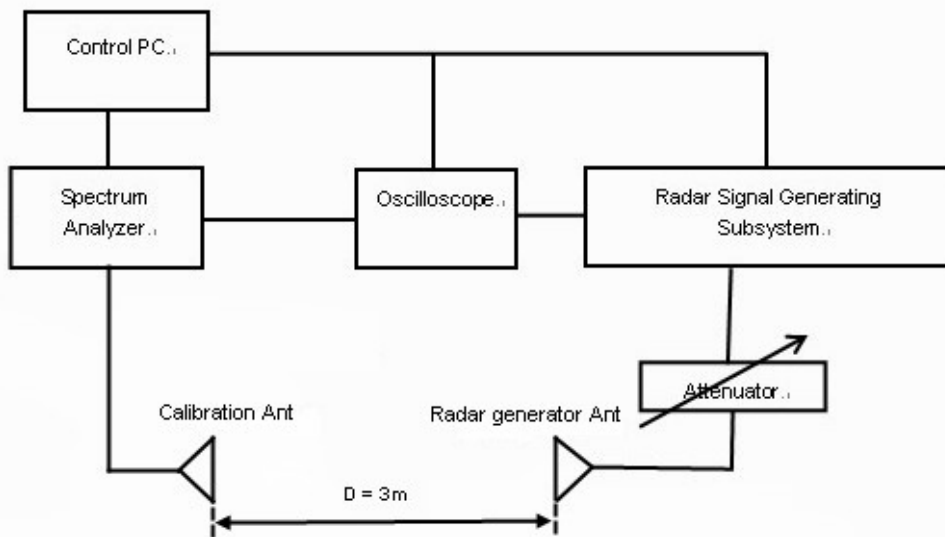 Control PC.
Spectrum
Analyzer.
Oscilloscope.
Radar Signal Generating
Subsystem.
Attenuator.
Calibration Ant
Radar generator Ant
D = 3m